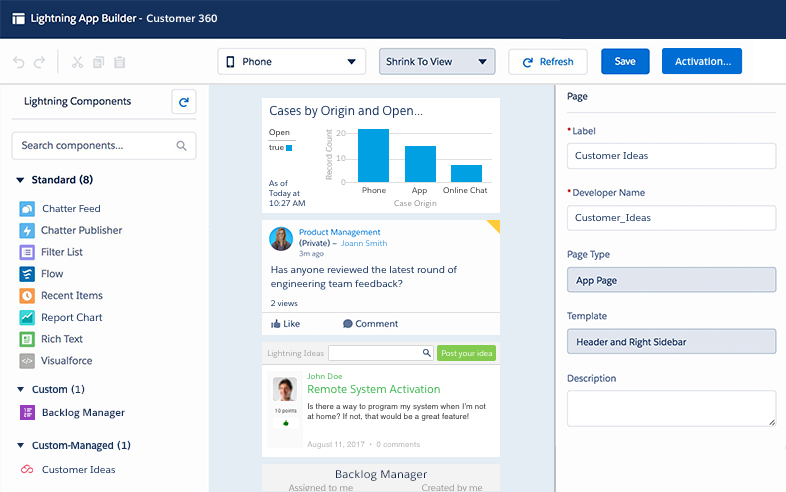 Lightning App Builder - Customer 360
Phone
Shrink To View
Refresh
Save
Activation...
Lightning Components
Search components...
Standard (8)
Chatter Feed
Chatter Publisher
Filter List
Flow
Recent Items
Report Chart
Rich Text
Visualforce
Custom (1)
Backlog Manager
Custom-Managed (1)
Customer Ideas
Cases by Origin and Open...
Open
true
As of
Today at
10:27 AM
Record Count
20
10
0
Phone
App
Online Chat
Case Origin
Product Management
(Private) – Joann Smith
3m ago
Has anyone reviewed the latest round of
engineering team feedback?
2 views
Like
Comment
Lightning Ideas
Post your idea
John Doe
Remote System Activation
10 points
Is there a way to program my system when I'm not
at home? If not, that would be a great feature!
August 11, 2017 • 0 comments
Backlog Manager
Assigned to me
Created by me
Page
*Label
Customer Ideas
*Developer Name
Customer_Ideas
Page Type
App Page
Template
Header and Right Sidebar
Description